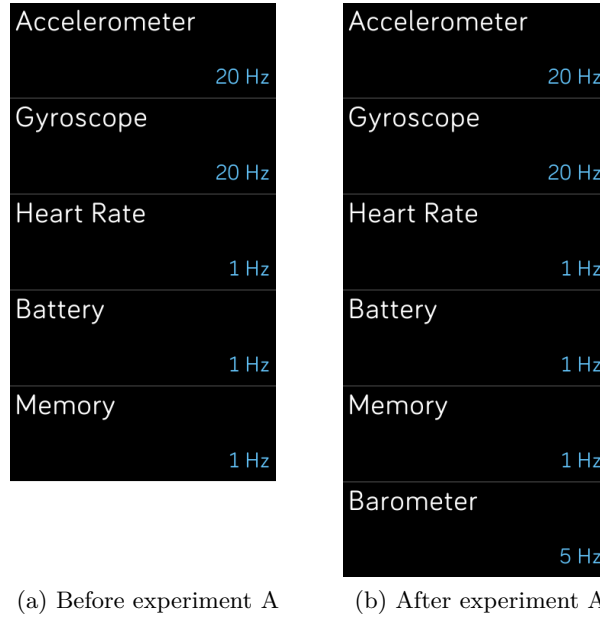 Accelerometer
20 Hz
Gyroscope
20 Hz
Heart Rate
1 Hz
Battery
1 Hz
Memory
1 Hz
(a) Before experiment A
Accelerometer
20 Hz
Gyroscope
20 Hz
Heart Rate
1 Hz
Battery
1 Hz
Memory
1 Hz
Barometer
5 Hz
(b) After experiment A